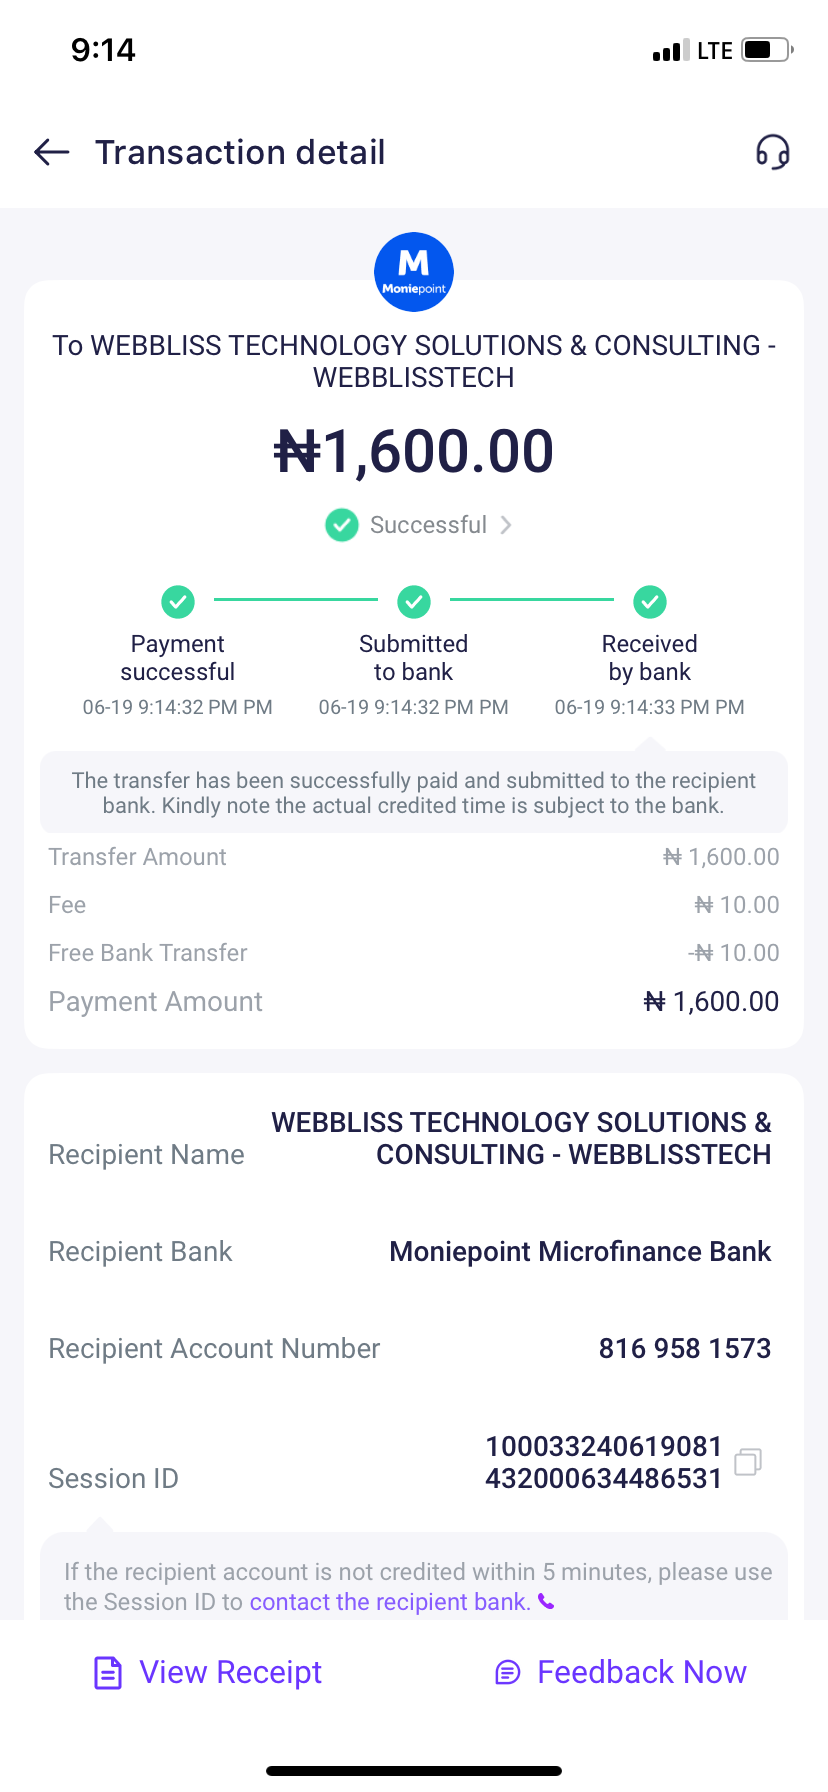 9:14
LTE
Transaction detail
M
Moniepoint
To WEBBLISS TECHNOLOGY SOLUTIONS & CONSULTING -
WEBBLISSTECH
₦1,600.00
Successful
Payment successful
06-19 9:14:32 PM PM
Submitted to bank
06-19 9:14:32 PM PM
Received by bank
06-19 9:14:33 PM PM
The transfer has been successfully paid and submitted to the recipient
bank. Kindly note the actual credited time is subject to the bank.
Transfer Amount ₦ 1,600.00
Fee ₦ 10.00
Free Bank Transfer -₦ 10.00
Payment Amount ₦ 1,600.00
Recipient Name WEBBLISS TECHNOLOGY SOLUTIONS &
CONSULTING - WEBBLISSTECH
Recipient Bank Moniepoint Microfinance Bank
Recipient Account Number 816 958 1573
Session ID 100033240619081
432000634486531
If the recipient account is not credited within 5 minutes, please use
the Session ID to contact the recipient bank.
View Receipt Feedback Now